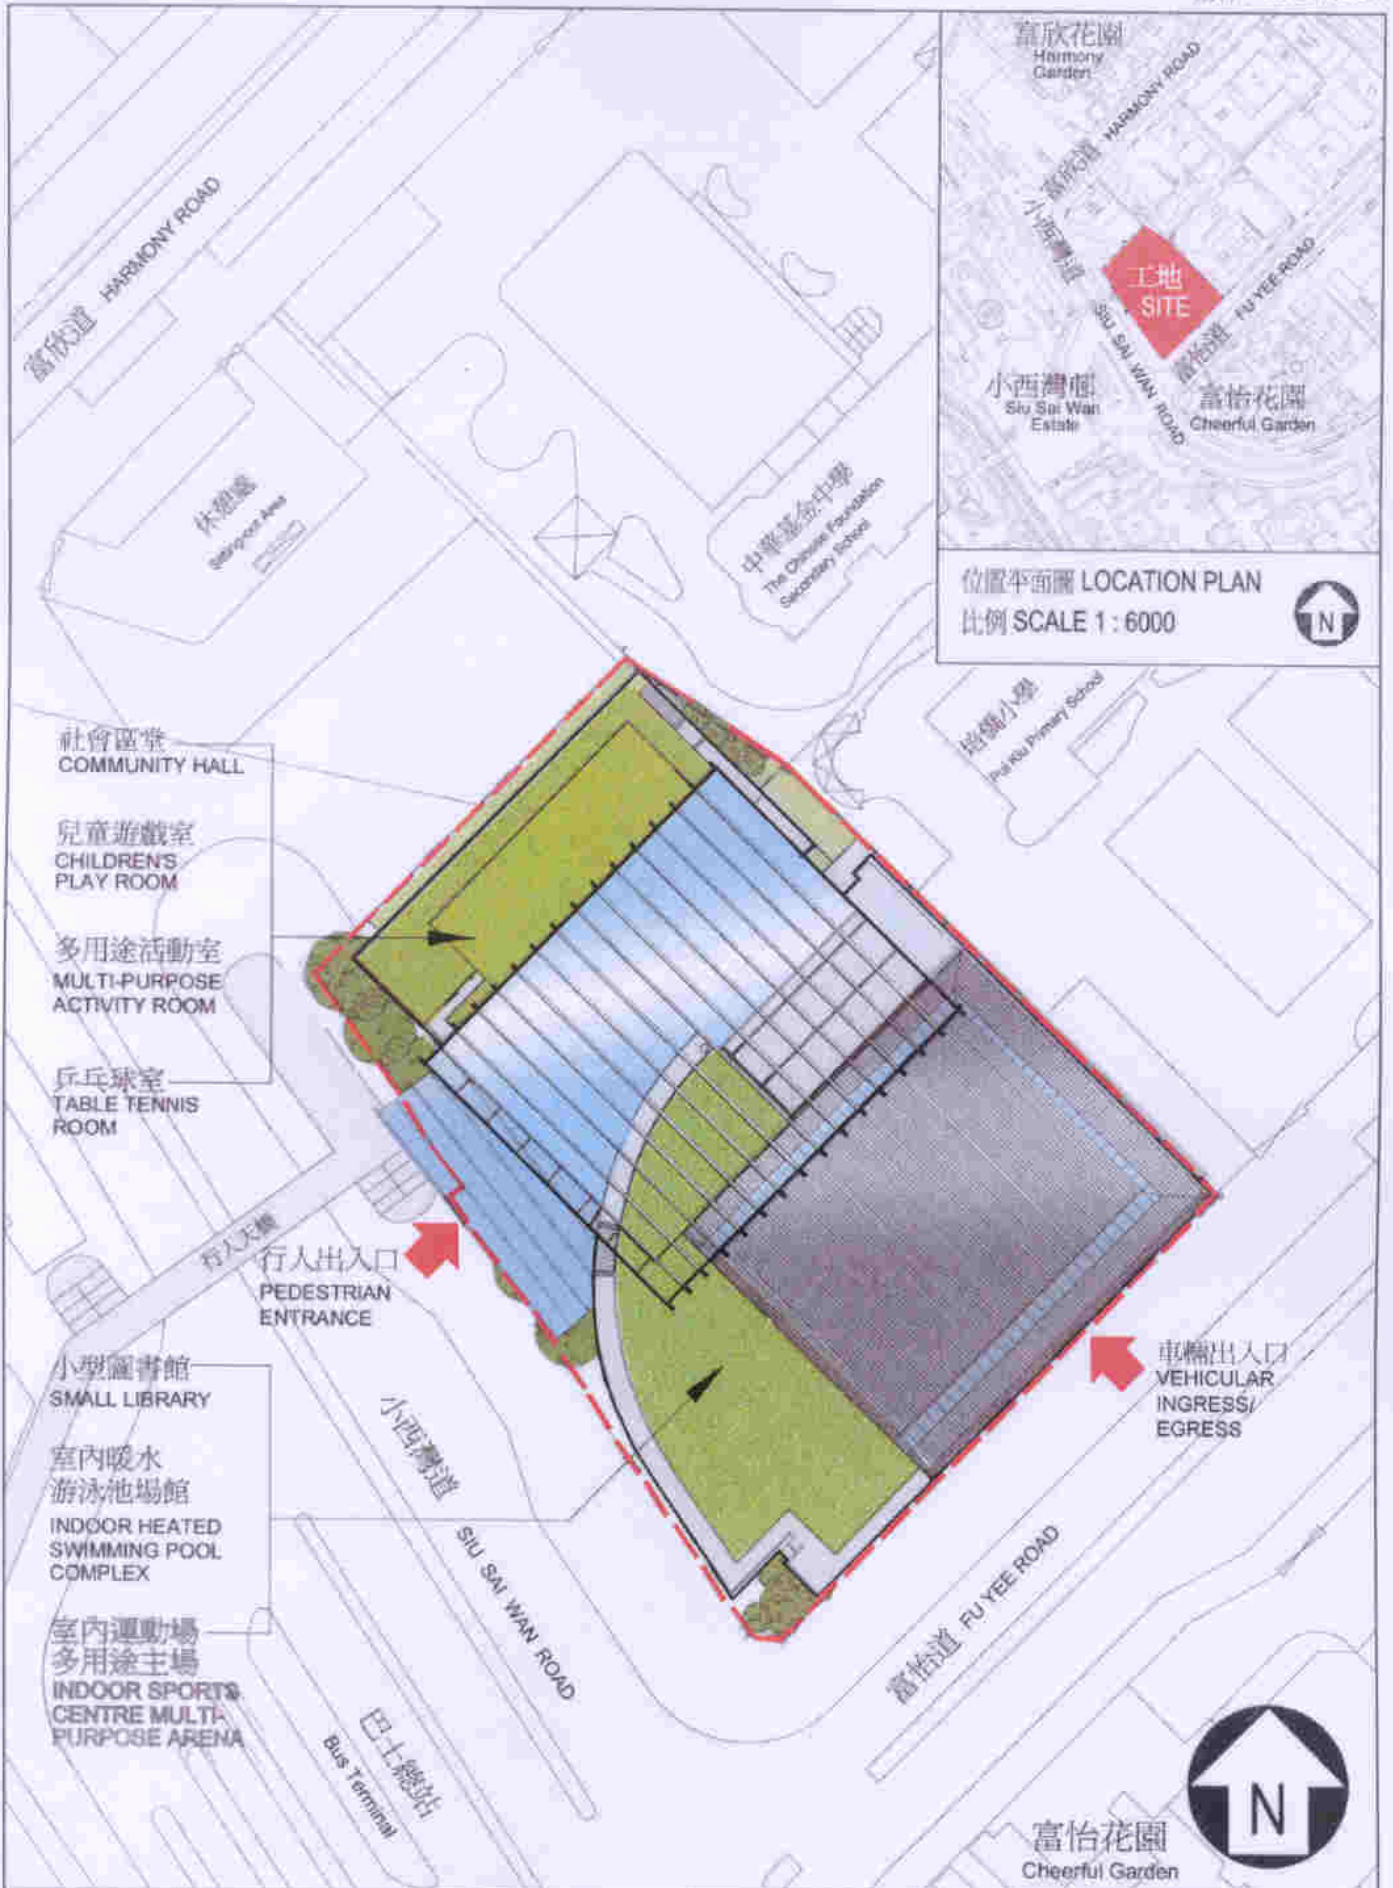 富欣花園
Harmony
Garden
富欣道 HARMONY ROAD
小西灣道
SIU SAI WAN ROAD
工地
SITE
富怡道 FU YEE ROAD
小西灣邨
Siu Sai Wan
Estate
富怡花園
Cheerful Garden
位置平面圖 LOCATION PLAN
比例 SCALE 1 : 6000
N
富欣道 HARMONY ROAD
休憩處
Sitting-out Area
中華基金中學
The Chinese Foundation
Secondary School
培僑小學
Pui Kiu Primary School
社會區堂
COMMUNITY HALL
兒童遊戲室
CHILDREN'S
PLAY ROOM
多用途活動室
MULTI-PURPOSE
ACTIVITY ROOM
乒乓球室
TABLE TENNIS
ROOM
行人天橋
行人出入口
PEDESTRIAN
ENTRANCE
小型圖書館
SMALL LIBRARY
室內暖水
游泳池場館
INDOOR HEATED
SWIMMING POOL
COMPLEX
室內運動場
多用途主場
INDOOR SPORTS
CENTRE MULTI-
PURPOSE ARENA
車輛出入口
VEHICULAR
INGRESS/
EGRESS
小西灣道
SIU SAI WAN ROAD
富怡道 FU YEE ROAD
巴士總站
Bus Terminal
富怡花園
Cheerful Garden
N